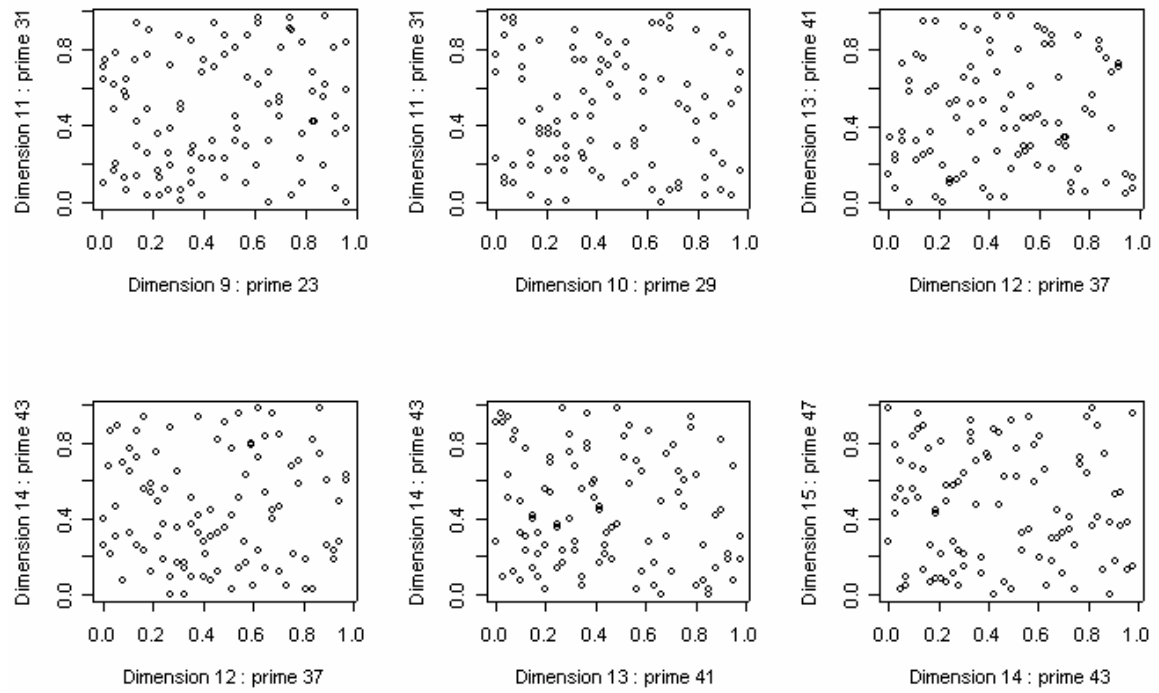 Dimension 11 : prime 31
0.0 0.4 0.8
0.0 0.2 0.4 0.6 0.8 1.0
Dimension 9 : prime 23
Dimension 11 : prime 31
0.0 0.4 0.8
0.0 0.2 0.4 0.6 0.8 1.0
Dimension 10 : prime 29
Dimension 13 : prime 41
0.0 0.4 0.8
0.0 0.2 0.4 0.6 0.8 1.0
Dimension 12 : prime 37
Dimension 14 : prime 43
0.0 0.4 0.8
0.0 0.2 0.4 0.6 0.8 1.0
Dimension 12 : prime 37
Dimension 14 : prime 43
0.0 0.4 0.8
0.0 0.2 0.4 0.6 0.8 1.0
Dimension 13 : prime 41
Dimension 15 : prime 47
0.0 0.4 0.8
0.0 0.2 0.4 0.6 0.8 1.0
Dimension 14 : prime 43